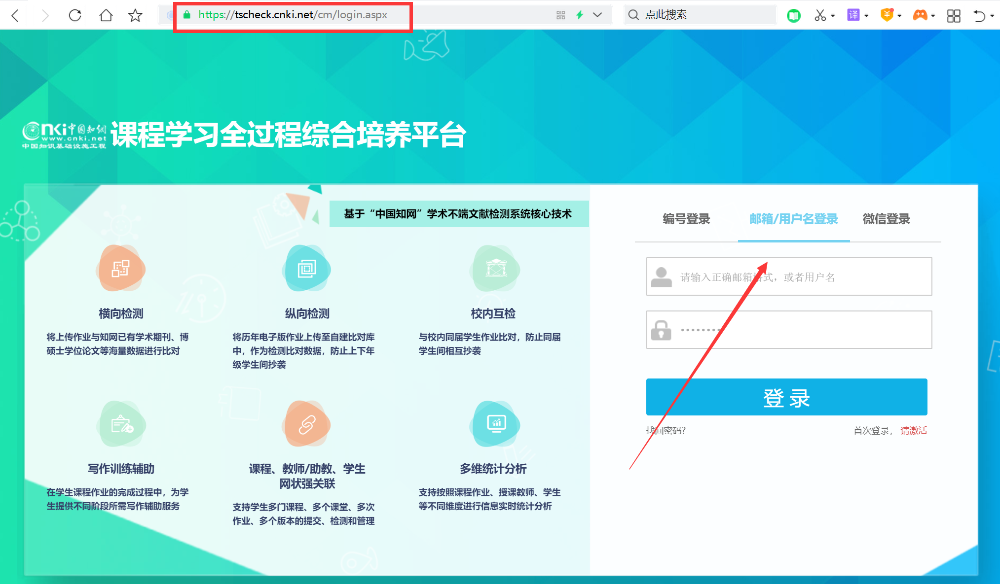 https://tscheck.cnki.net/cm/login.aspx
点此搜索
译
cnki中国知网
www.cnki.net
中国知识基础设施工程
课程学习全过程综合培养平台
基于“中国知网”学术不端文献检测系统核心技术
横向检测
将上传作业与知网已有学术期刊、博
硕士学位论文等海量数据进行比对
纵向检测
将历年电子版作业上传至自建比对库
中，作为检测比对数据，防止上下年
级学生间抄袭
校内互检
与校内同届学生作业比对，防止同届
学生间相互抄袭
写作训练辅助
在学生课程作业的完成过程中，为学
生提供不同阶段所需写作辅助服务
课程、教师/助教、学生
网状强关联
支持学生多门课程、多个课堂、多次
作业、多个版本的提交、检测和管理
多维统计分析
支持按照课程作业、授课教师、学生
等不同维度进行信息实时统计分析
编号登录 邮箱/用户名登录 微信登录
请输入正确邮箱格式，或者用户名
登录
找回密码?
首次登录， 请激活